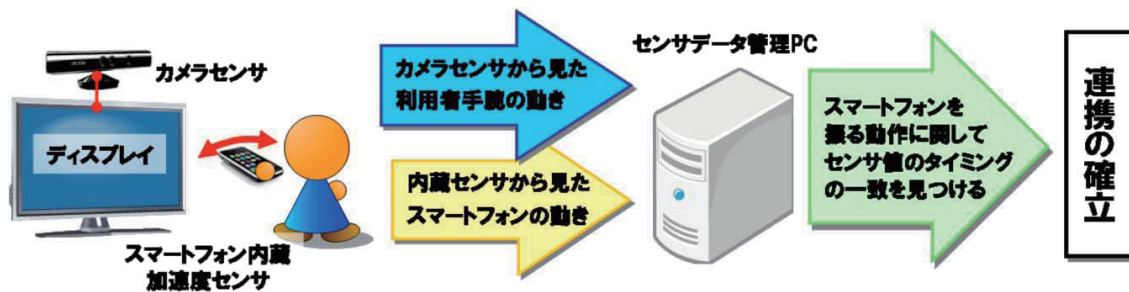 カメラセンサ
ディスプレイ
スマートフォン内蔵
加速度センサ
カメラセンサから見た
利用者手腕の動き
内蔵センサから見た
スマートフォンの動き
センサデータ管理PC
スマートフォンを
振る動作に関して
センサ値のタイミング
の一致を見つける
連携の確立